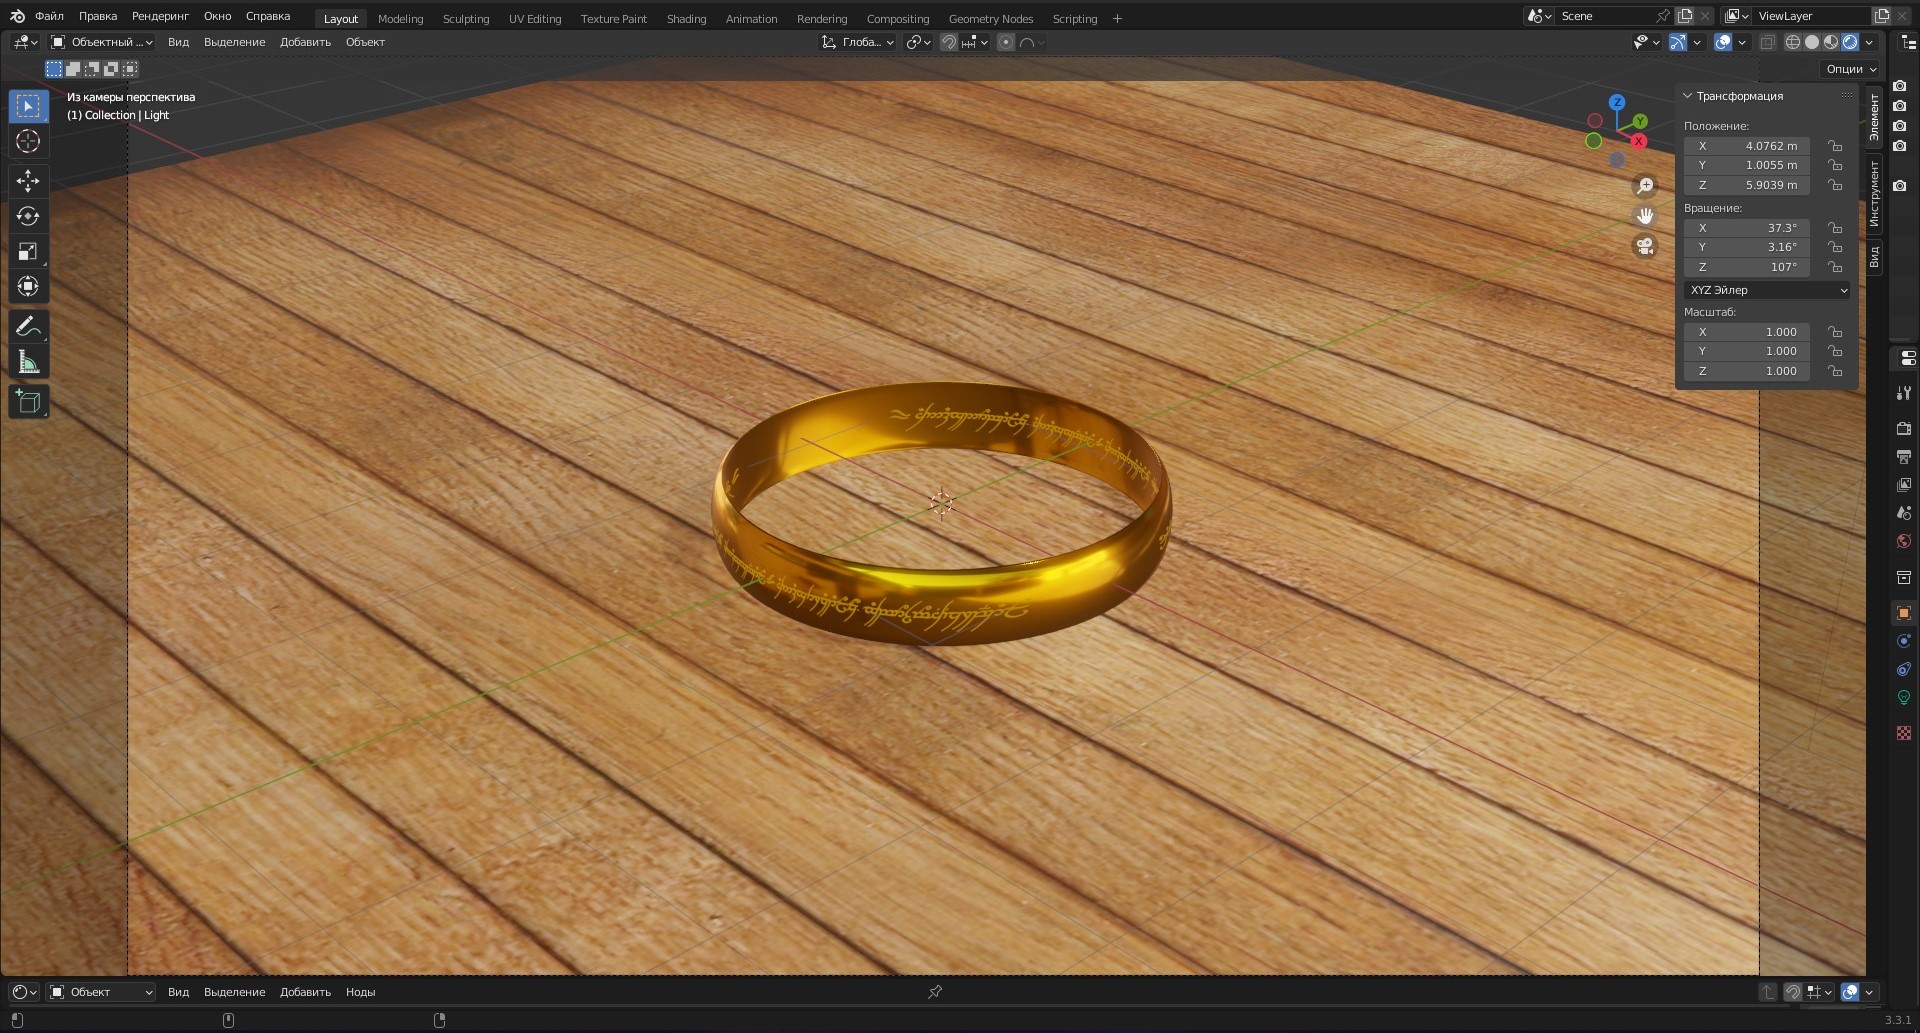 Файл Правка Рендеринг Окно Справка Layout Modeling Sculpting UV Editing Texture Paint Shading Animation Rendering Compositing Geometry Nodes Scripting + Scene ViewLayer
Объектный ... Вид Выделение Добавить Объект Глоба...
Опции
Из камеры перспектива
(1) Collection | Light
Z
Y
X
Трансформация
Положение:
X 4.0762 m
Y 1.0055 m
Z 5.9039 m
Вращение:
X 37.3°
Y 3.16°
Z 107°
XYZ Эйлер
Масштаб:
X 1.000
Y 1.000
Z 1.000
Элемент
Инструмент
Вид
Объект Вид Выделение Добавить Ноды
3.3.1